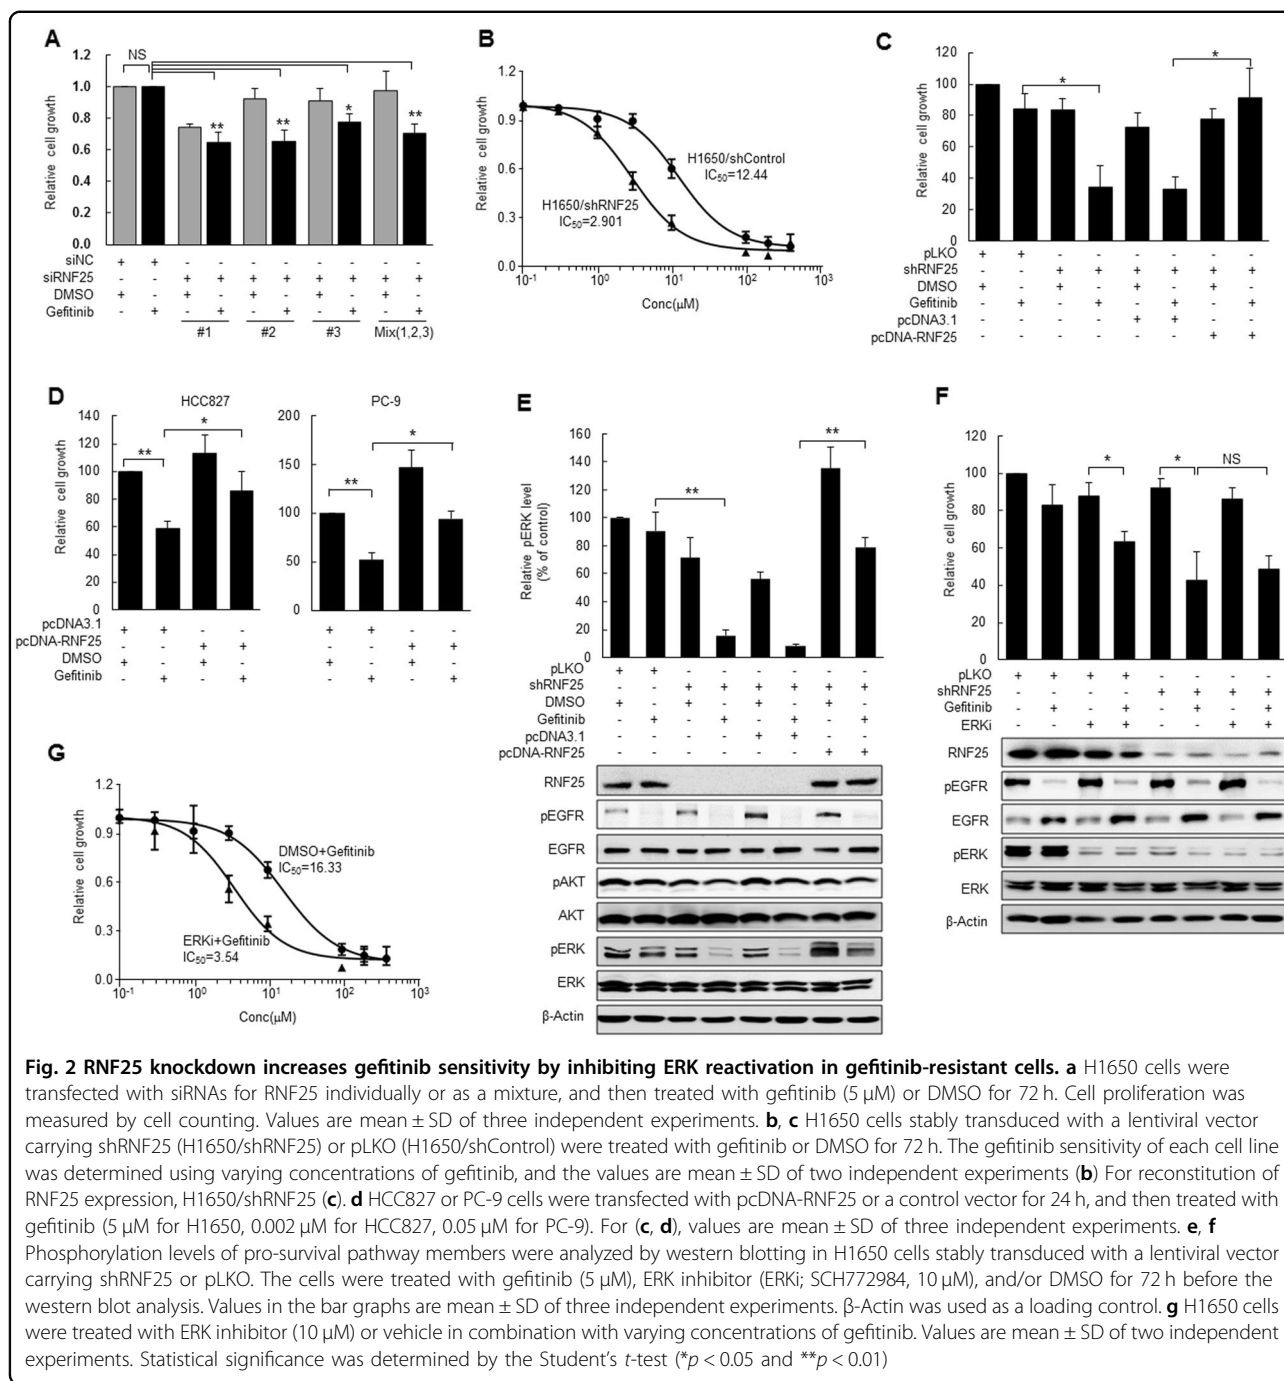 A
NS
1.2
1.0
0.8
0.6
0.4
0.2
0.0
Relative cell growth
** ** * **
siNC + + - - - - - - - -
siRNF25 - - + + + + + + + +
DMSO + - + - + - + - + -
Gefitinib - + - + - + - + - +
#1 #2 #3 Mix(1,2,3)
B
1.2
0.9
0.6
0.3
0.0
Relative cell growth
H1650/shControl
IC50=12.44
H1650/shRNF25
IC50=2.901
10-1 100 101 102 103
Conc(μM)
C
120
100
80
60
40
20
0
Relative cell growth
* *
pLKO + + - - - - - -
shRNF25 - - + + + + + +
DMSO + - + - + - + -
Gefitinib - + - + - + - +
pcDNA3.1 - - - - + + - -
pcDNA-RNF25 - - - - - - + +
D
HCC827
140
120
100
80
60
40
20
0
Relative cell growth
** *
PC-9
200
150
100
50
0
** *
pcDNA3.1 + + - - + + - -
pcDNA-RNF25 - - + + - - + +
DMSO + - + - + - + -
Gefitinib - + - + - + - +
E
160
140
120
100
80
60
40
20
0
Relative pERK level
(% of control)
** **
pLKO + + - - - - - -
shRNF25 - - + + + + + +
DMSO + - + - + - + -
Gefitinib - + - + - + - +
pcDNA3.1 - - - - + + - -
pcDNA-RNF25 - - - - - - + +
RNF25
pEGFR
EGFR
pAKT
AKT
pERK
ERK
β-Actin
F
120
100
80
60
40
20
0
Relative cell growth
* * NS
pLKO + + + + - - - -
shRNF25 - - - - + + + +
Gefitinib - + - + - + - +
ERKi - - + + - - + +
RNF25
pEGFR
EGFR
pERK
ERK
β-Actin
G
1.2
0.9
0.6
0.3
0.0
Relative cell growth
DMSO+Gefitinib
IC50=16.33
ERKi+Gefitinib
IC50=3.54
10-1 100 101 102 103
Conc(μM)
Fig. 2 RNF25 knockdown increases gefitinib sensitivity by inhibiting ERK reactivation in gefitinib-resistant cells. a H1650 cells were
transfected with siRNAs for RNF25 individually or as a mixture, and then treated with gefitinib (5 μM) or DMSO for 72 h. Cell proliferation was
measured by cell counting. Values are mean ± SD of three independent experiments. b, c H1650 cells stably transduced with a lentiviral vector
carrying shRNF25 (H1650/shRNF25) or pLKO (H1650/shControl) were treated with gefitinib or DMSO for 72 h. The gefitinib sensitivity of each cell line
was determined using varying concentrations of gefitinib, and the values are mean ± SD of two independent experiments (b) For reconstitution of
RNF25 expression, H1650/shRNF25 (c). d HCC827 or PC-9 cells were transfected with pcDNA-RNF25 or a control vector for 24 h, and then treated with
gefitinib (5 μM for H1650, 0.002 μM for HCC827, 0.05 μM for PC-9). For (c, d), values are mean ± SD of three independent experiments. e, f
Phosphorylation levels of pro-survival pathway members were analyzed by western blotting in H1650 cells stably transduced with a lentiviral vector
carrying shRNF25 or pLKO. The cells were treated with gefitinib (5 μM), ERK inhibitor (ERKi; SCH772984, 10 μM), and/or DMSO for 72 h before the
western blot analysis. Values in the bar graphs are mean ± SD of three independent experiments. β-Actin was used as a loading control. g H1650 cells
were treated with ERK inhibitor (10 μM) or vehicle in combination with varying concentrations of gefitinib. Values are mean ± SD of two independent
experiments. Statistical significance was determined by the Student's t-test (*p < 0.05 and **p < 0.01)